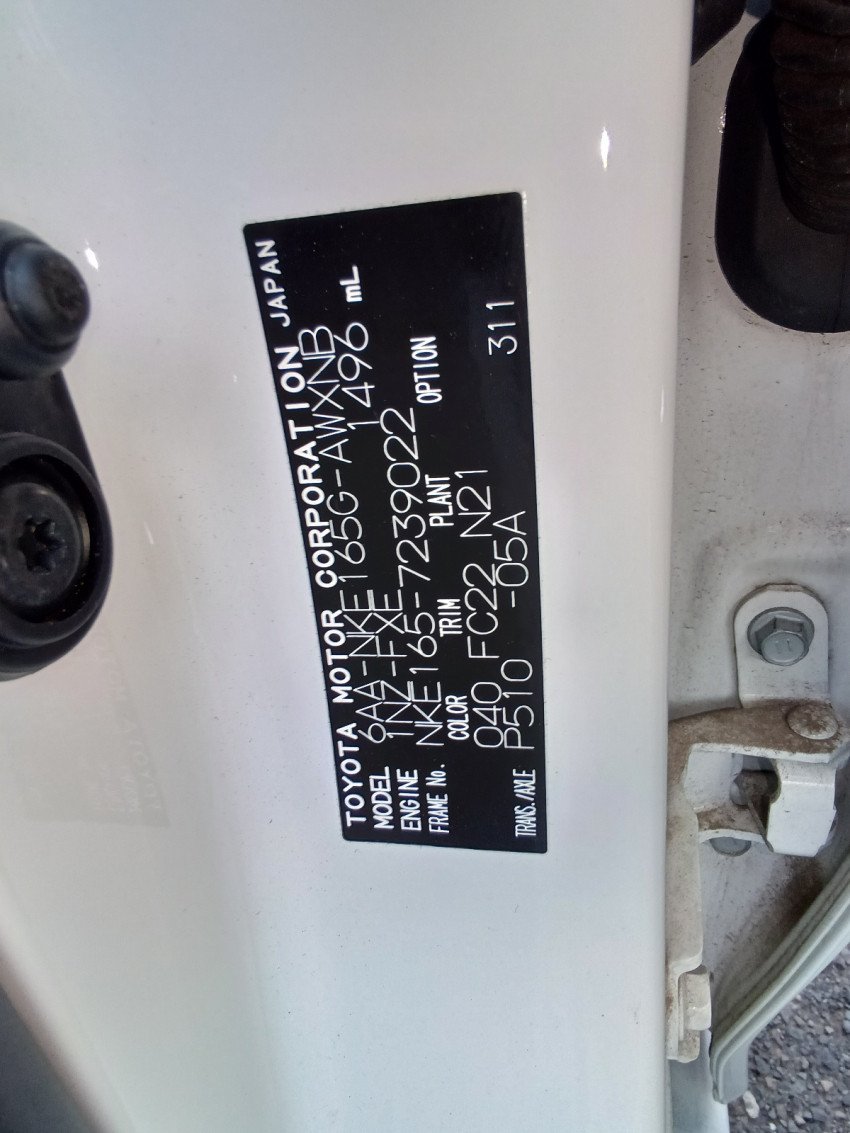 TOYOTA MOTOR CORPORATION JAPAN
MODEL 6AA-NKE165G-AWXNB
ENGINE 1NZ-FXE 1496 mL
FRAME No. NKE165-7239022
COLOR TRIM PLANT OPTION
040 FC22 N21
TRANS./AXLE P510 -05A 311